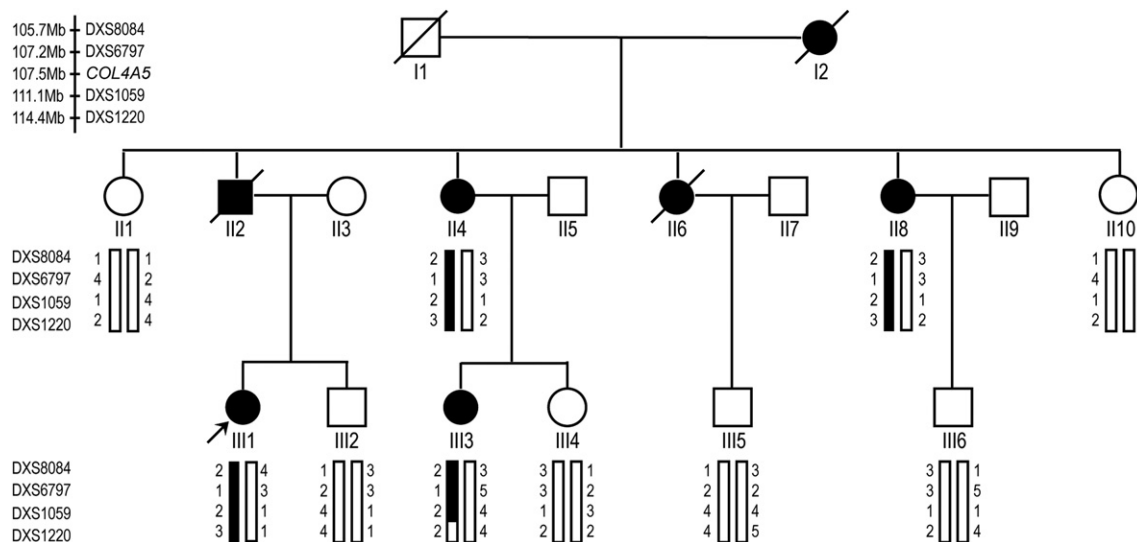 105.7Mb DXS8084
107.2Mb DXS6797
107.5Mb COL4A5
111.1Mb DXS1059
114.4Mb DXS1220
I1 I2
II1 II2 II3 II4 II5 II6 II7 II8 II9 II10
DXS8084 1 1 2 3 2 3 1
DXS6797 4 2 1 3 1 3 4
DXS1059 1 4 2 1 2 1 1
DXS1220 2 4 3 2 3 2 2
III1 III2 III3 III4 III5 III6
DXS8084 2 4 1 3 2 3 3 1 1 3 3 1
DXS6797 1 3 2 3 1 5 3 2 2 2 3 5
DXS1059 2 1 4 1 2 4 1 3 4 4 1 1
DXS1220 3 1 4 1 2 4 2 2 4 5 2 4